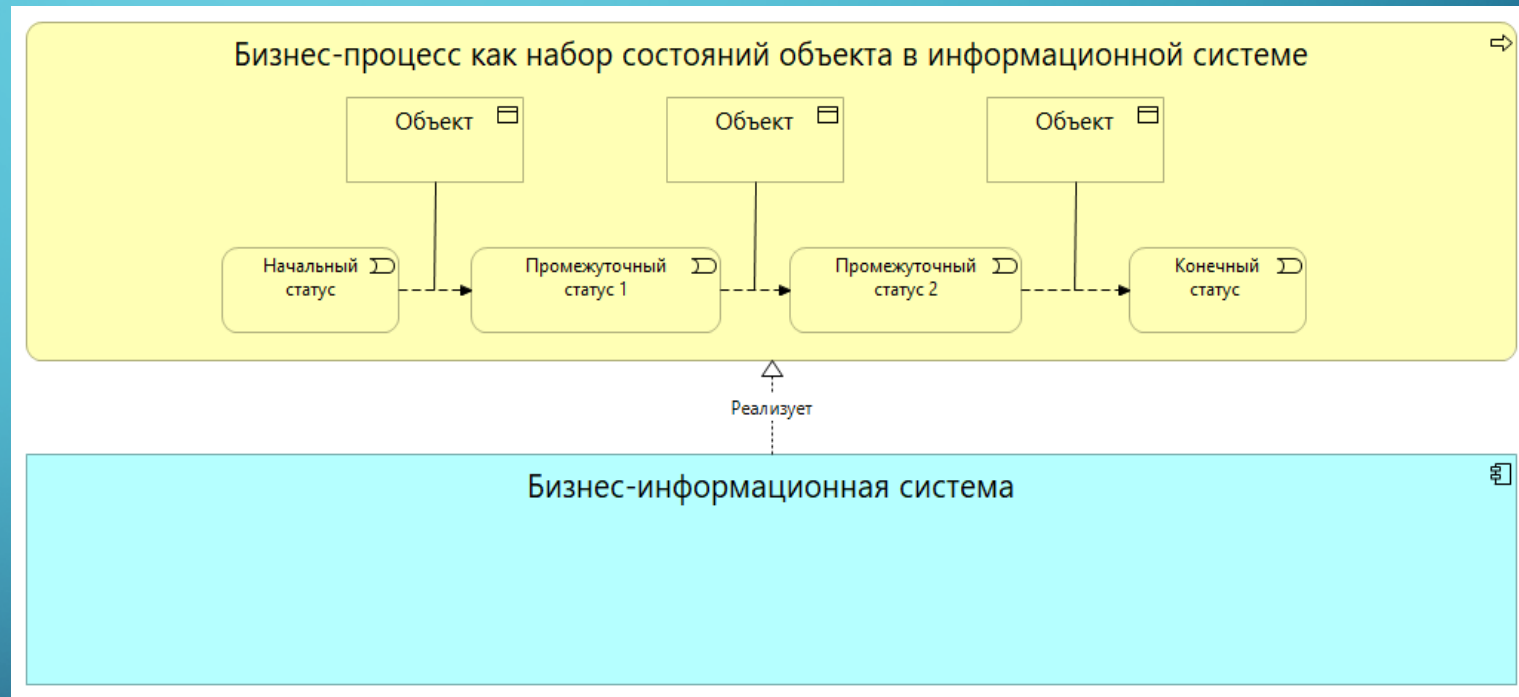 Бизнес-процесс как набор состояний объекта в информационной системе
Объект
Объект
Объект
Начальный
статус
Промежуточный
статус 1
Промежуточный
статус 2
Конечный
статус
Реализует
Бизнес-информационная система